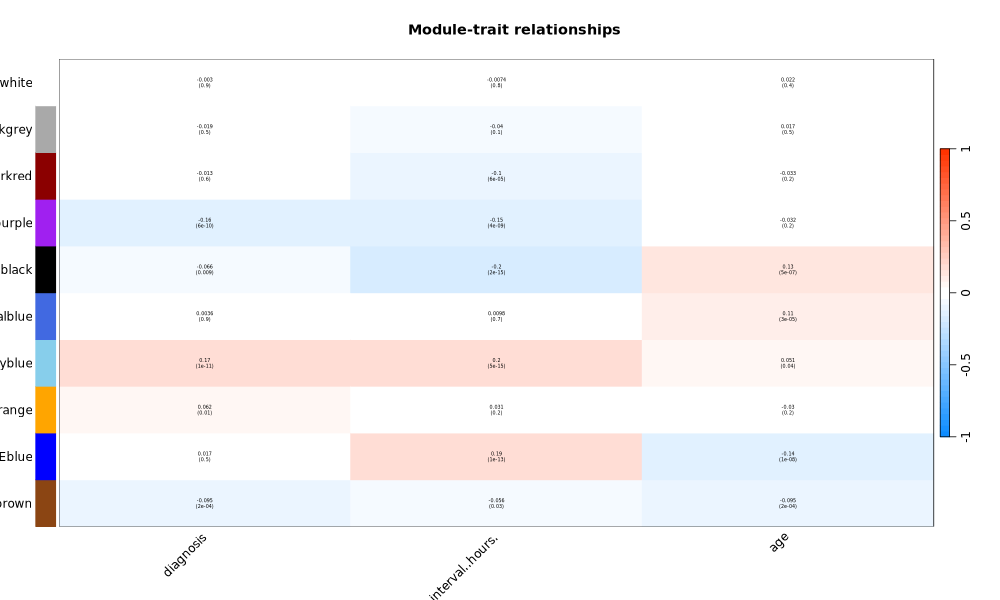 Module-trait relationships
white
-0.003
(0.9)
-0.0074
(0.8)
0.022
(0.4)
kgrey
-0.019
(0.5)
-0.04
(0.1)
0.017
(0.5)
rkred
-0.013
(0.6)
-0.1
(6e-05)
-0.033
(0.2)
urple
-0.16
(6e-10)
-0.15
(4e-09)
-0.032
(0.2)
black
-0.066
(0.009)
-0.2
(2e-15)
0.13
(5e-07)
alblue
0.0036
(0.9)
0.0098
(0.7)
0.11
(3e-05)
yblue
0.17
(1e-11)
0.2
(5e-15)
0.051
(0.04)
range
0.062
(0.01)
0.031
(0.2)
-0.03
(0.2)
Eblue
0.017
(0.5)
0.19
(1e-13)
-0.14
(1e-08)
rown
-0.095
(2e-04)
-0.056
(0.03)
-0.095
(2e-04)
diagnosis
interval..hours.
age
1
0.5
0
-0.5
-1